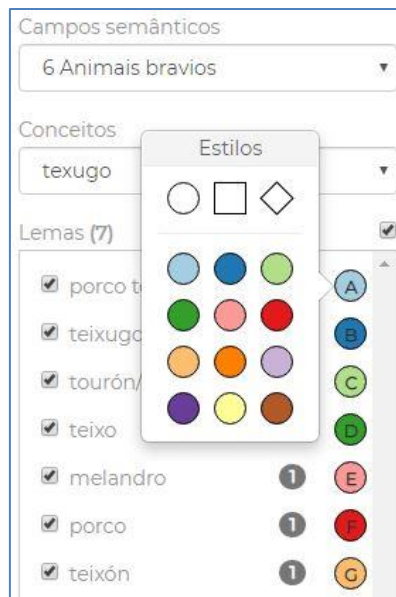 Campos semânticos
6 Animais bravios
Conceitos
texugo
Estilos
Lemas (7)
porco A
teixugo B
tourón/ C
teixo D
melandro 1 E
porco 1 F
teixón 1 G